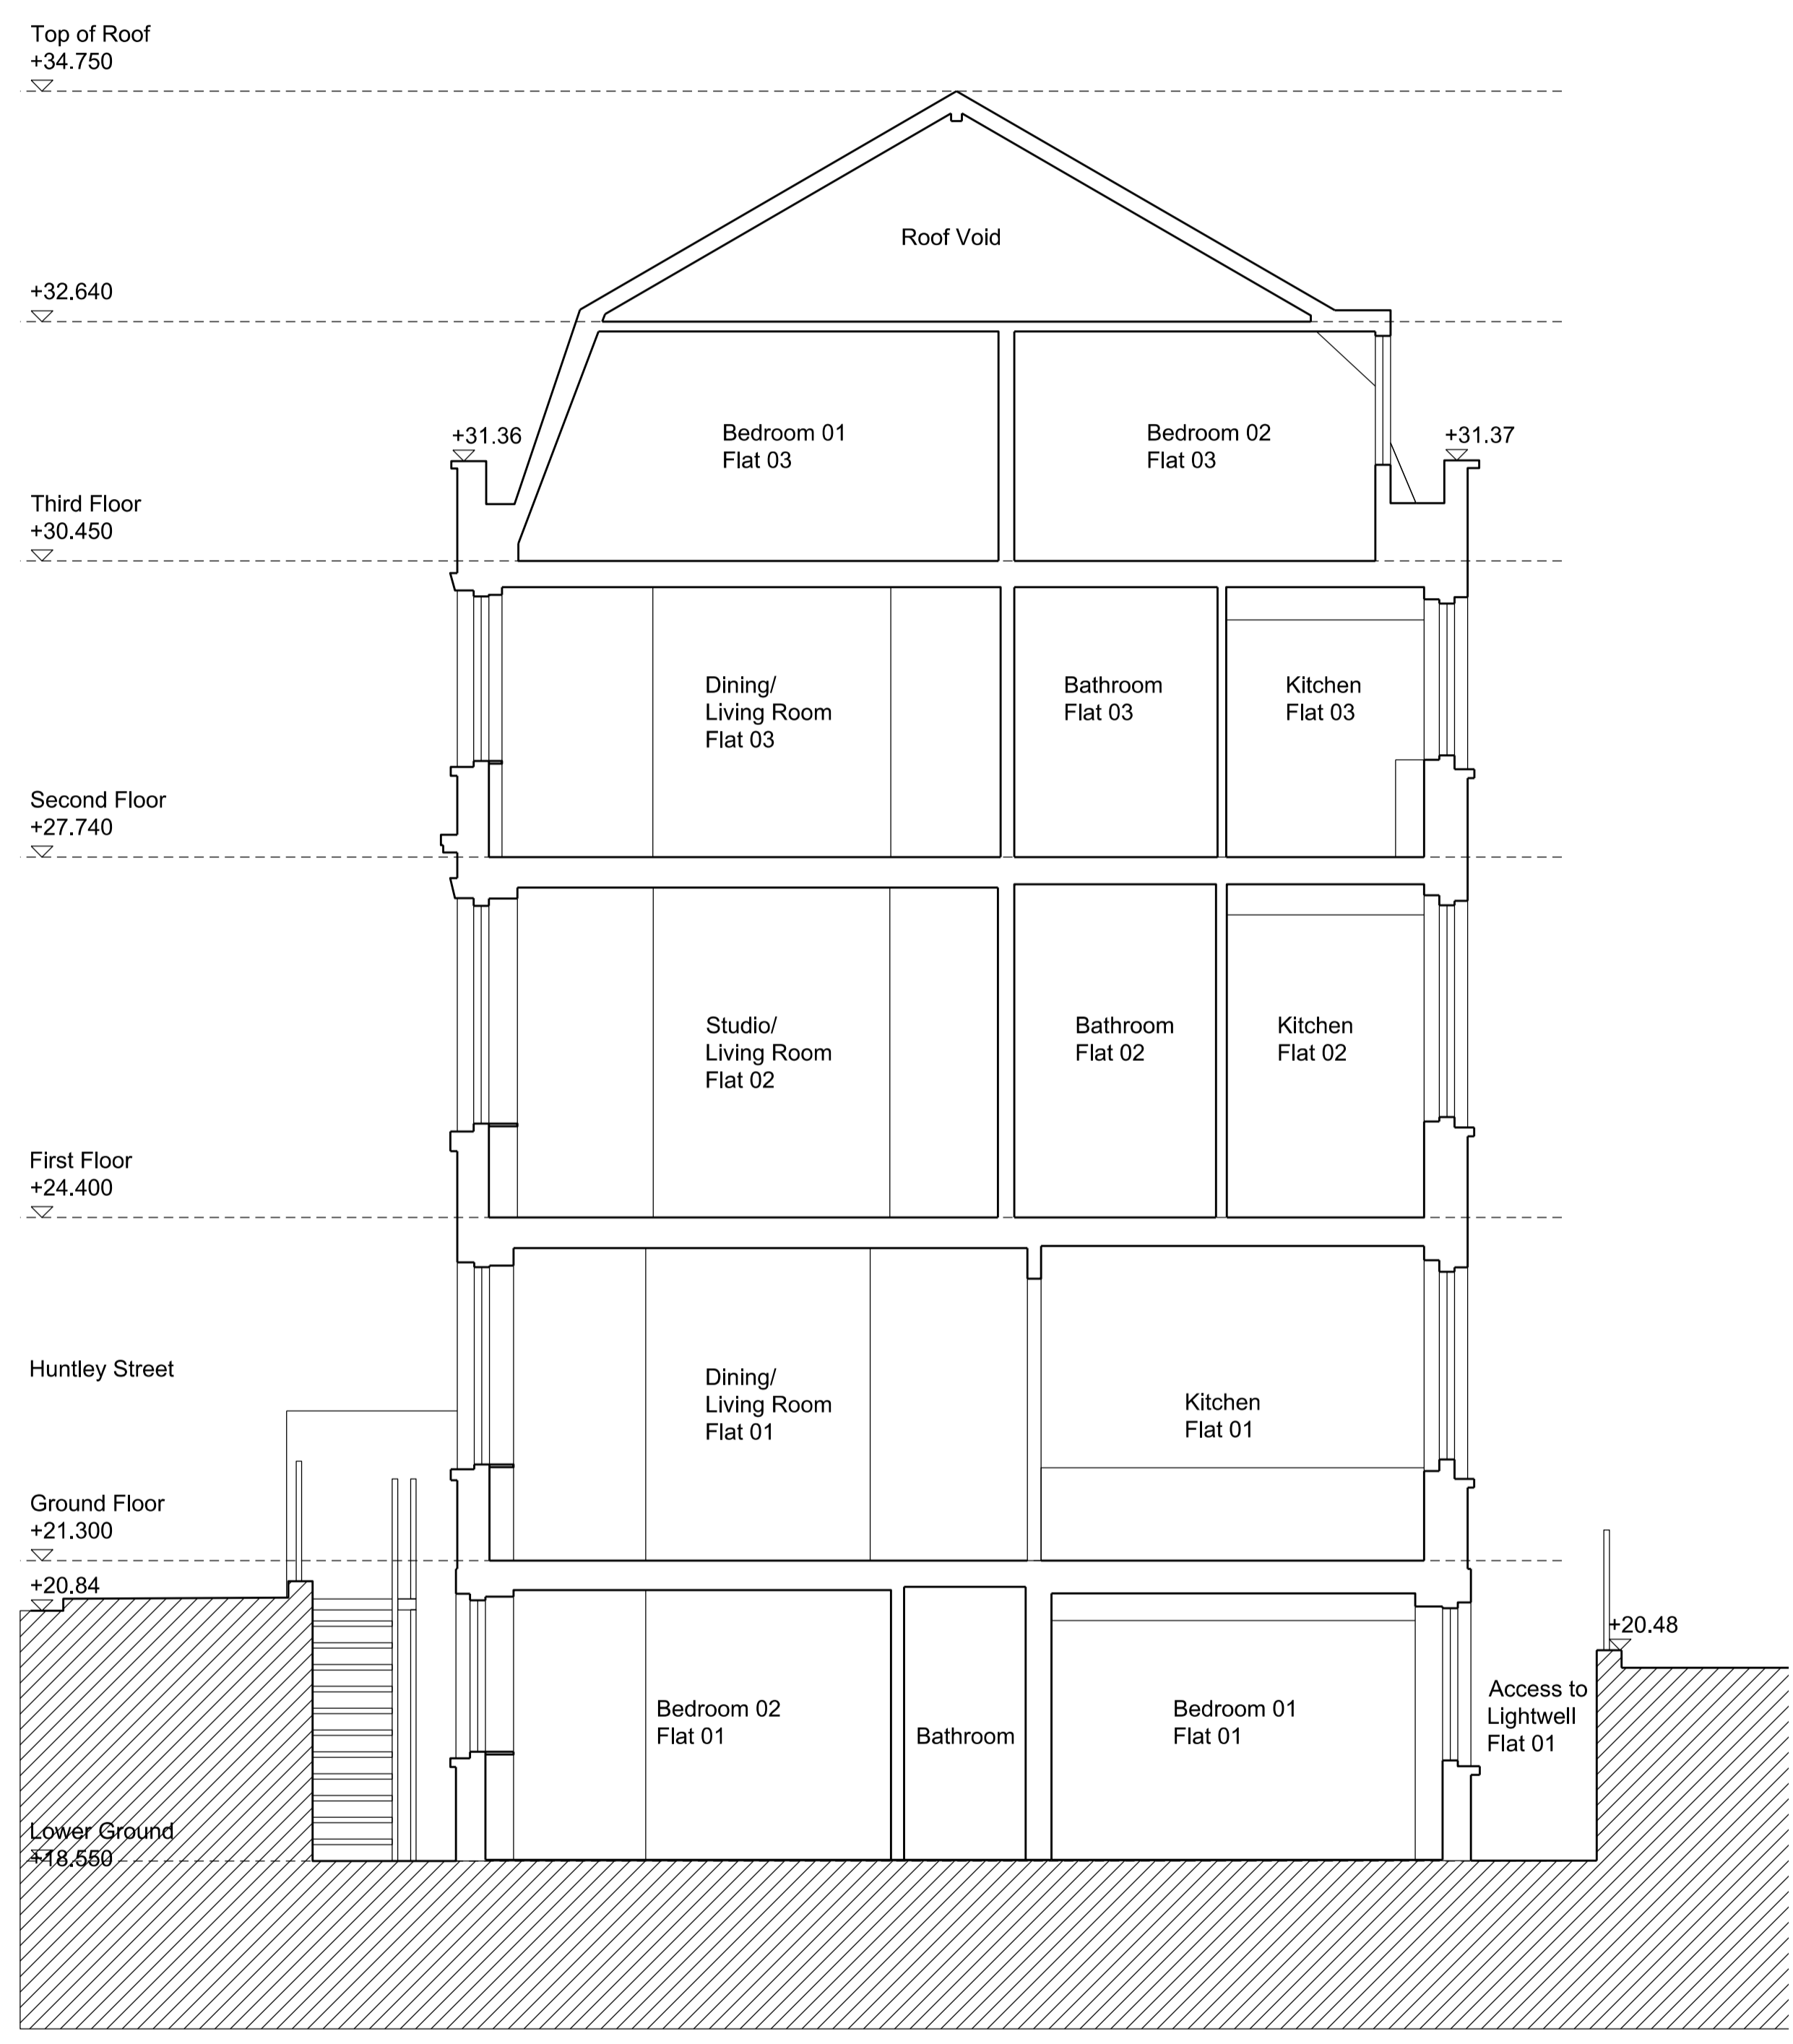 Top of Roof
+34.750
Roof Void
+32.640
Bedroom 01
Flat 03
Bedroom 02
Flat 03
+31.36
+31.37
Third Floor
+30.450
Dining/
Living Room
Flat 03
Bathroom
Flat 03
Kitchen
Flat 03
Second Floor
+27.740
Studio/
Living Room
Flat 02
Bathroom
Flat 02
Kitchen
Flat 02
First Floor
+24.400
Huntley Street
Dining/
Living Room
Flat 01
Kitchen
Flat 01
Ground Floor
+21.300
+20.84
+20.48
Bedroom 02
Flat 01
Bathroom
Bedroom 01
Flat 01
Access to
Lightwell
Flat 01
Lower Ground
+18.550